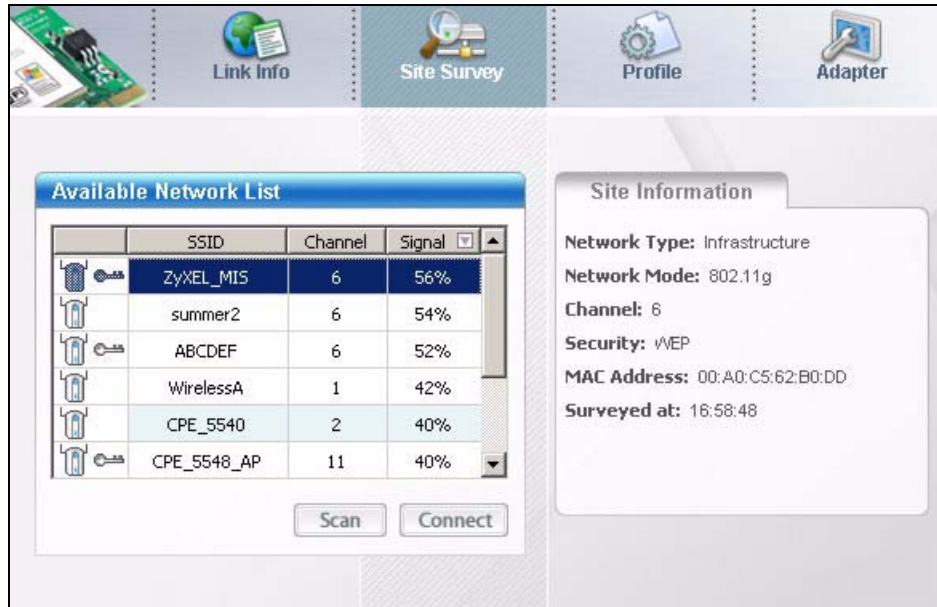 Link Info
Site Survey
Profile
Adapter
Available Network List
SSID Channel Signal
ZyXEL_MIS 6 56%
summer2 6 54%
ABCDEF 6 52%
WirelessA 1 42%
CPE_5540 2 40%
CPE_5548_AP 11 40%
Scan
Connect
Site Information
Network Type: Infrastructure
Network Mode: 802.11g
Channel: 6
Security: WEP
MAC Address: 00:A0:C5:62:B0:DD
Surveyed at: 16:58:48